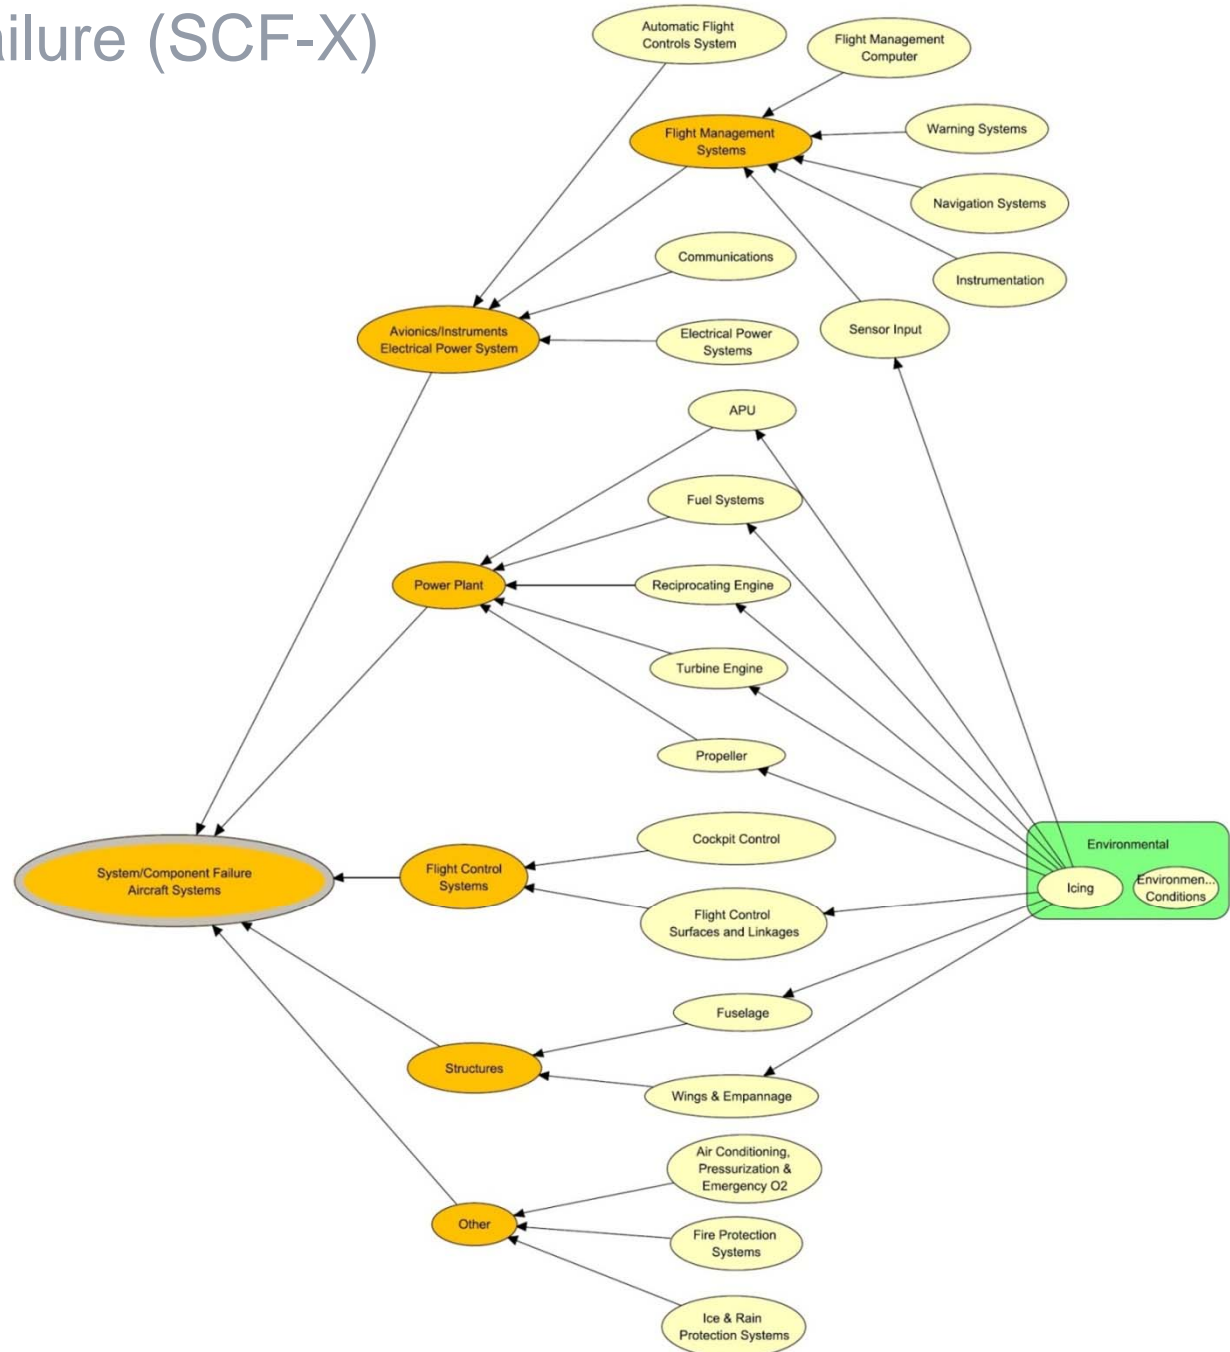 ailure (SCF-X)
Automatic Flight
Controls System
Flight Management
Computer
Flight Management
Systems
Warning Systems
Navigation Systems
Communications
Instrumentation
Avionics/Instruments
Electrical Power System
Electrical Power
Systems
Sensor Input
APU
Fuel Systems
Power Plant
Reciprocating Engine
Turbine Engine
Propeller
Cockpit Control
Environmental
System/Component Failure
Aircraft Systems
Flight Control
Systems
Icing
Environmen...
Conditions
Flight Control
Surfaces and Linkages
Fuselage
Structures
Wings & Empannage
Air Conditioning,
Pressurization &
Emergency O2
Other
Fire Protection
Systems
Ice & Rain
Protection Systems